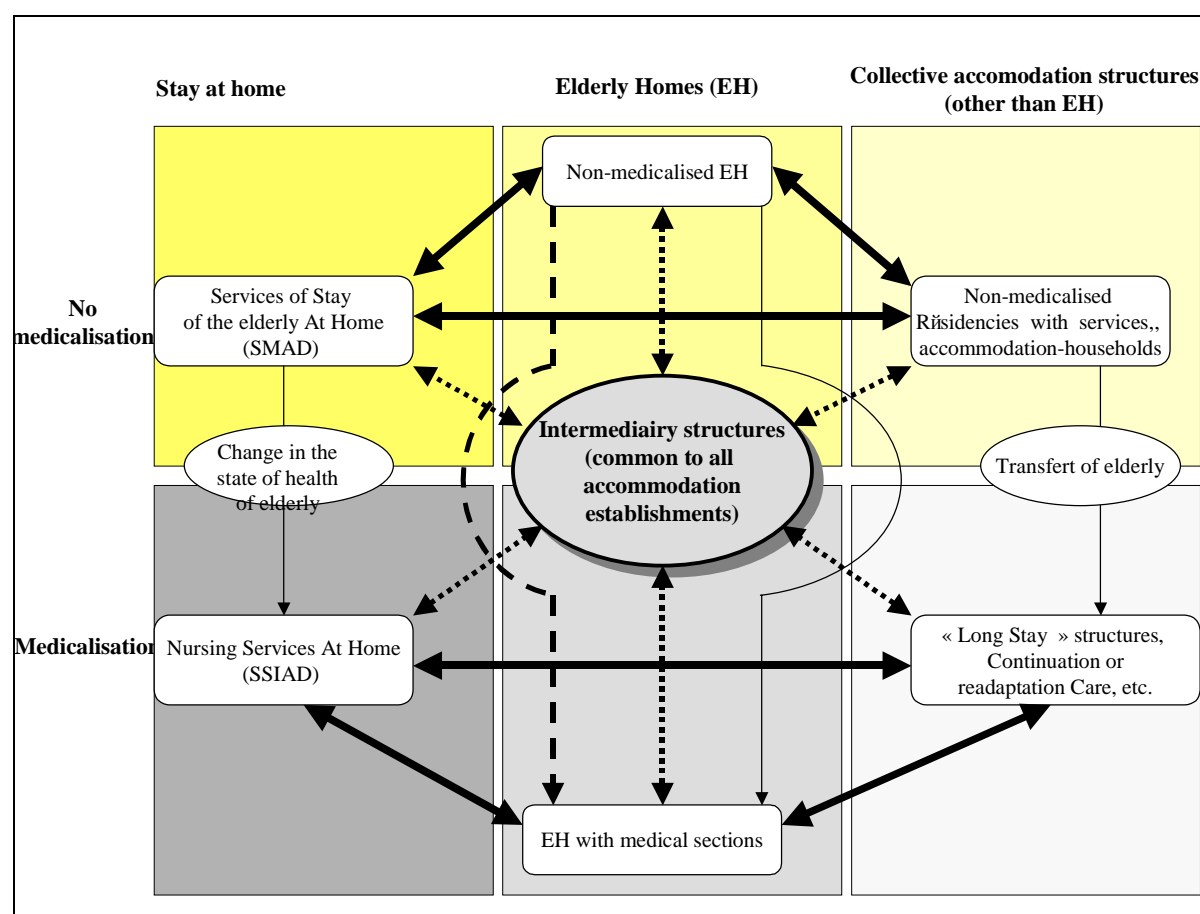 Stay at home
Elderly Homes (EH)
Collective accomodation structures
(other than EH)
Non-medicalised EH
No
medicalisation
Services of Stay
of the elderly At Home
(SMAD)
Non-medicalised
Rйsidencies with services,,
accommodation-households
Intermediairy structures
(common to all
accommodation
establishments)
Change in the
state of health
of elderly
Transfert of elderly
Medicalisation
Nursing Services At Home
(SSIAD)
« Long Stay » structures,
Continuation or
readaptation Care, etc.
EH with medical sections